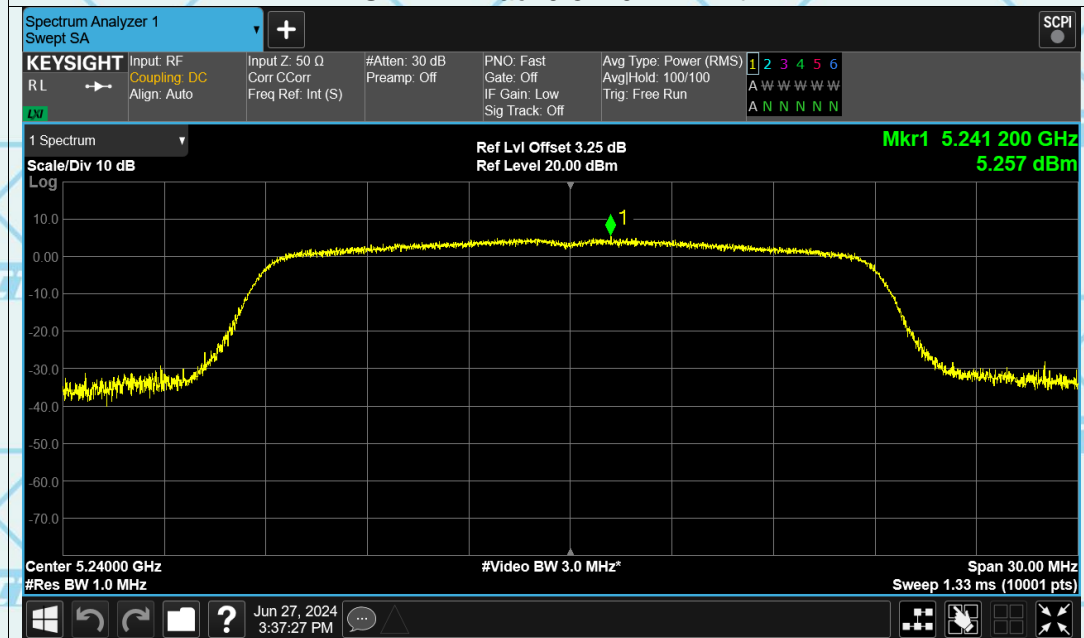 Spectrum Analyzer 1
Swept SA
+
SCPI
KEYSIGHT
RL
LXI
Input: RF
Coupling: DC
Align: Auto
Input Z: 50 Ω
Corr CCorr
Freq Ref: Int (S)
#Atten: 30 dB
Preamp: Off
PNO: Fast
Gate: Off
IF Gain: Low
Sig Track: Off
Avg Type: Power (RMS)
Avg|Hold: 100/100
Trig: Free Run
1 2 3 4 5 6
A W W W W W
A N N N N N
1 Spectrum
Scale/Div 10 dB
Log
Ref Lvl Offset 3.25 dB
Ref Level 20.00 dBm
Mkr1 5.241 200 GHz
5.257 dBm
1
10.0
0.00
-10.0
-20.0
-30.0
-40.0
-50.0
-60.0
-70.0
Center 5.24000 GHz
#Video BW 3.0 MHz*
Span 30.00 MHz
#Res BW 1.0 MHz
Sweep 1.33 ms (10001 pts)
?
Jun 27, 2024
3:37:27 PM